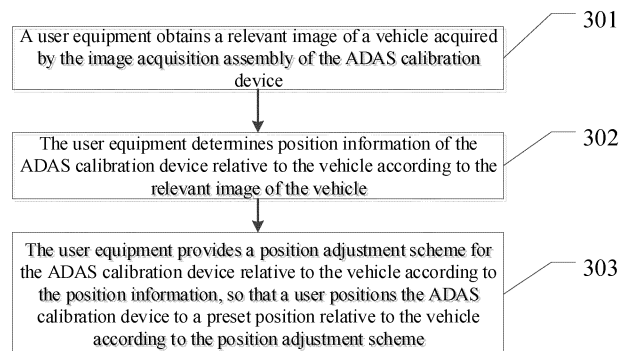 301
A user equipment obtains a relevant image of a vehicle acquired
by the image acquisition assembly of the ADAS calibration
device
302
The user equipment determines position information of the
ADAS calibration device relative to the vehicle according to the
relevant image of the vehicle
303
The user equipment provides a position adjustment scheme for
the ADAS calibration device relative to the vehicle according to
the position information, so that a user positions the ADAS
calibration device to a preset position relative to the vehicle
according to the position adjustment scheme